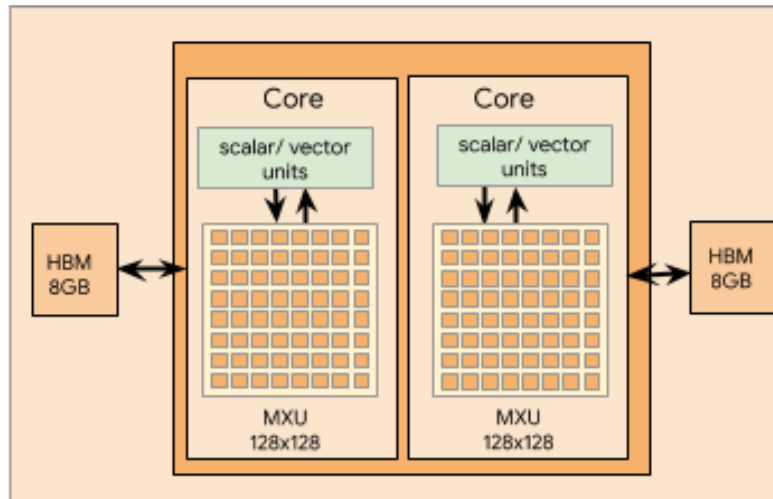 Core
scalar/ vector
units
HBM
8GB
MXU
128x128
Core
scalar/ vector
units
MXU
128x128
HBM
8GB